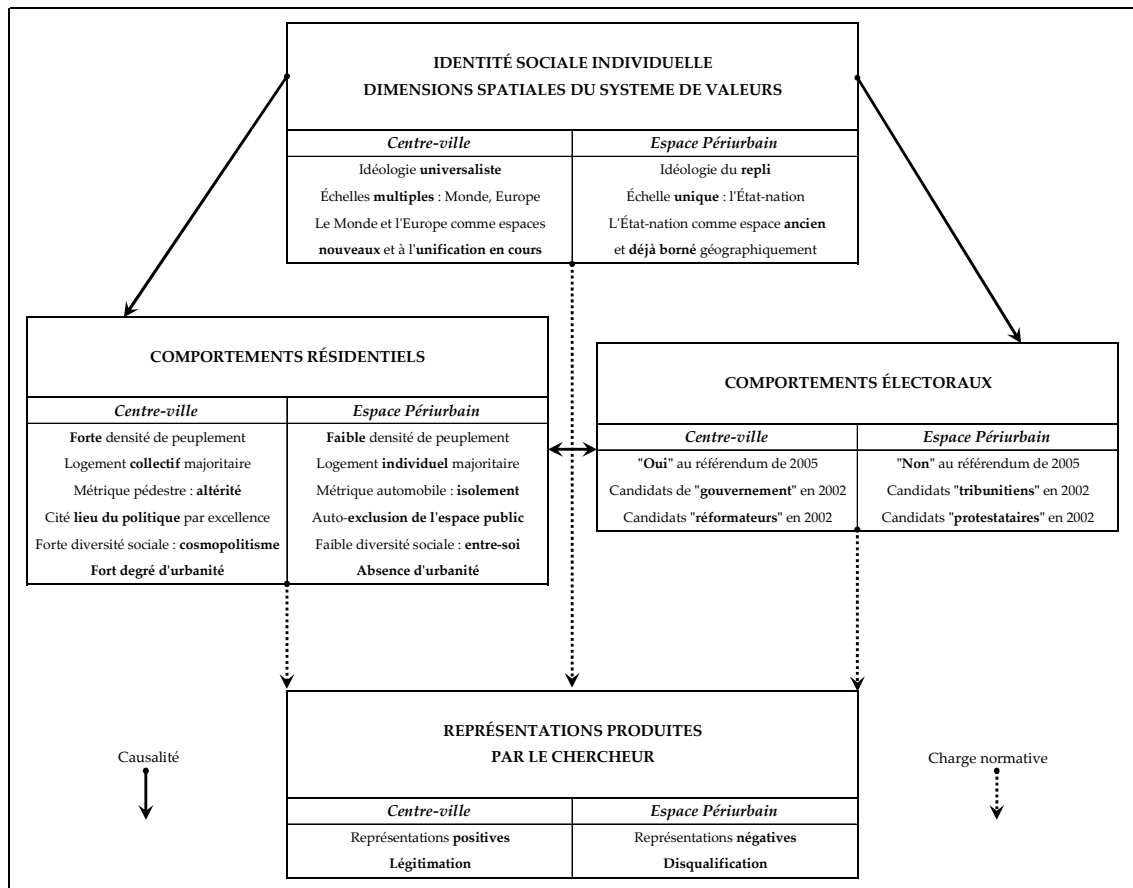 IDENTITÉ SOCIALE INDIVIDUELLE
DIMENSIONS SPATIALES DU SYSTEME DE VALEURS
Centre-ville
Espace Périurbain
Idéologie universaliste
Idéologie du repli
Échelles multiples : Monde, Europe
Échelle unique : l'État-nation
Le Monde et l'Europe comme espaces
L'État-nation comme espace ancien
nouveaux et à l'unification en cours
et déjà borné géographiquement
COMPORTEMENTS RÉSIDENTIELS
Centre-ville
Espace Périurbain
Forte densité de peuplement
Faible densité de peuplement
Logement collectif majoritaire
Logement individuel majoritaire
Métrique pédestre : altérité
Métrique automobile : isolement
Cité lieu du politique par excellence
Auto-exclusion de l'espace public
Forte diversité sociale : cosmopolitisme
Faible diversité sociale : entre-soi
Fort degré d'urbanité
Absence d'urbanité
COMPORTEMENTS ÉLECTORAUX
Centre-ville
Espace Périurbain
"Oui" au référendum de 2005
"Non" au référendum de 2005
Candidats de "gouvernement" en 2002
Candidats "tribunitiens" en 2002
Candidats "réformateurs" en 2002
Candidats "protestataires" en 2002
REPRÉSENTATIONS PRODUITES
PAR LE CHERCHEUR
Centre-ville
Espace Périurbain
Représentations positives
Représentations négatives
Légitimation
Disqualification
Causalité
Charge normative